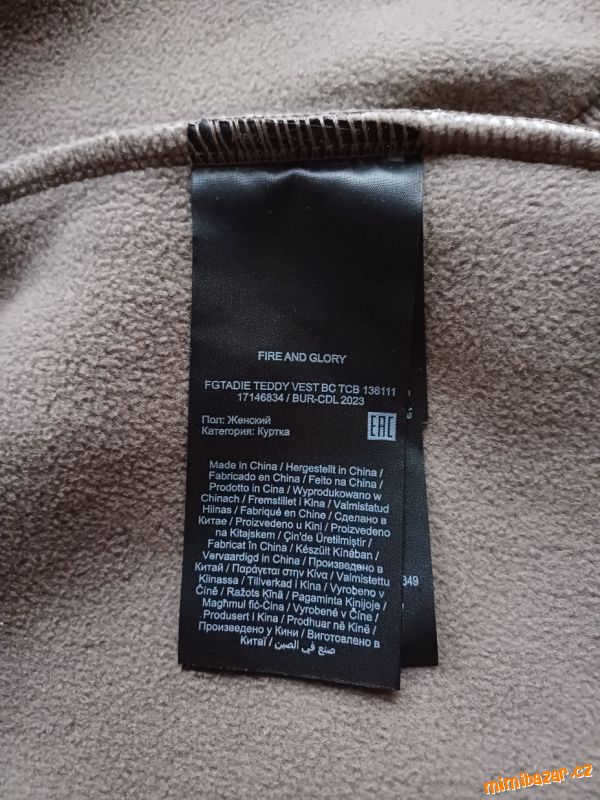 FIRE AND GLORY
FGTADIE TEDDY VEST BC TCB 136111
17146834 / BUR-CDL 2023
Пол: Женский
Категория: Куртка
EAC
Made in China / Hergestellt in China /
Fabricado en China / Feito na China /
Prodotto in Cina / Wyprodukowano w
Chinach / Fremstillet i Kina / Valmistatud
Hiinas / Fabriqué en Chine / Сделано в
Китае / Proizvedeno u Kini / Произведено
na Kitajskem / Çin'de Üretilmiştir /
Fabricat în China / Készült Kínában /
Vervaardigd in China / Произведено в
Китай / Παράγεται στην Κίνα / Valmistettu
Kiinassa / Tillverkad i Kina / Vyrobeno v
Číně / Ražots Ķīnā / Pagaminta Kinijoje /
Maghmul fiċ-Ċina / Vyrobené v Číne /
Produsert i Kina / Prodhuar në Kinë /
Произведено у Кини / Виготовлено в
Китаї / صنع في الصين
349
mimibazar.cz